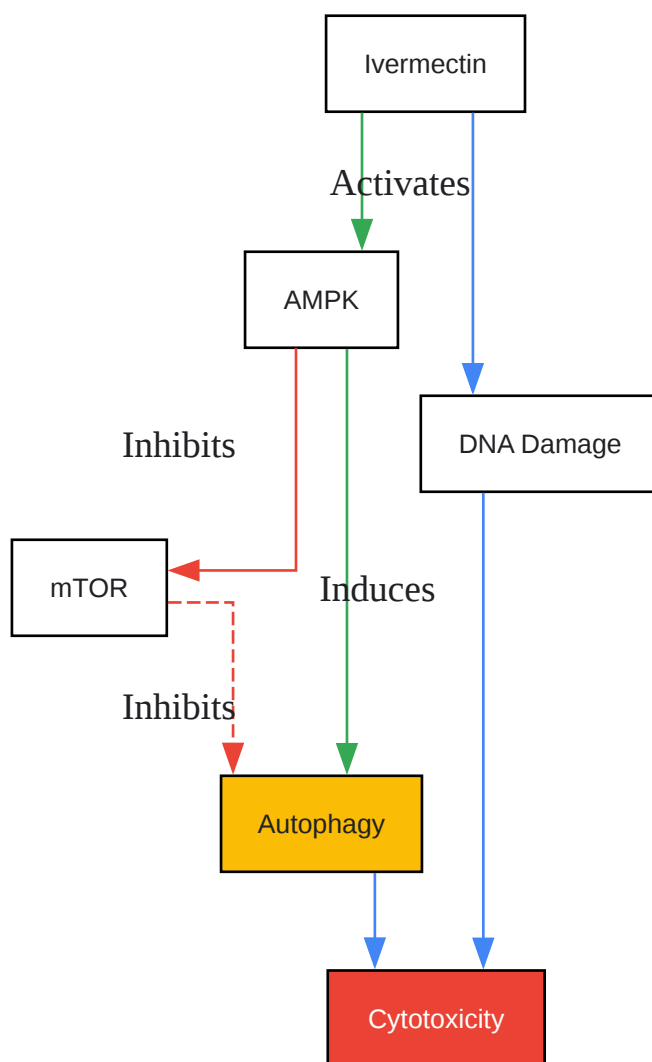 Ivermectin
Activates
AMPK
Inhibits
DNA Damage
mTOR
Induces
Inhibits
Autophagy
Cytotoxicity